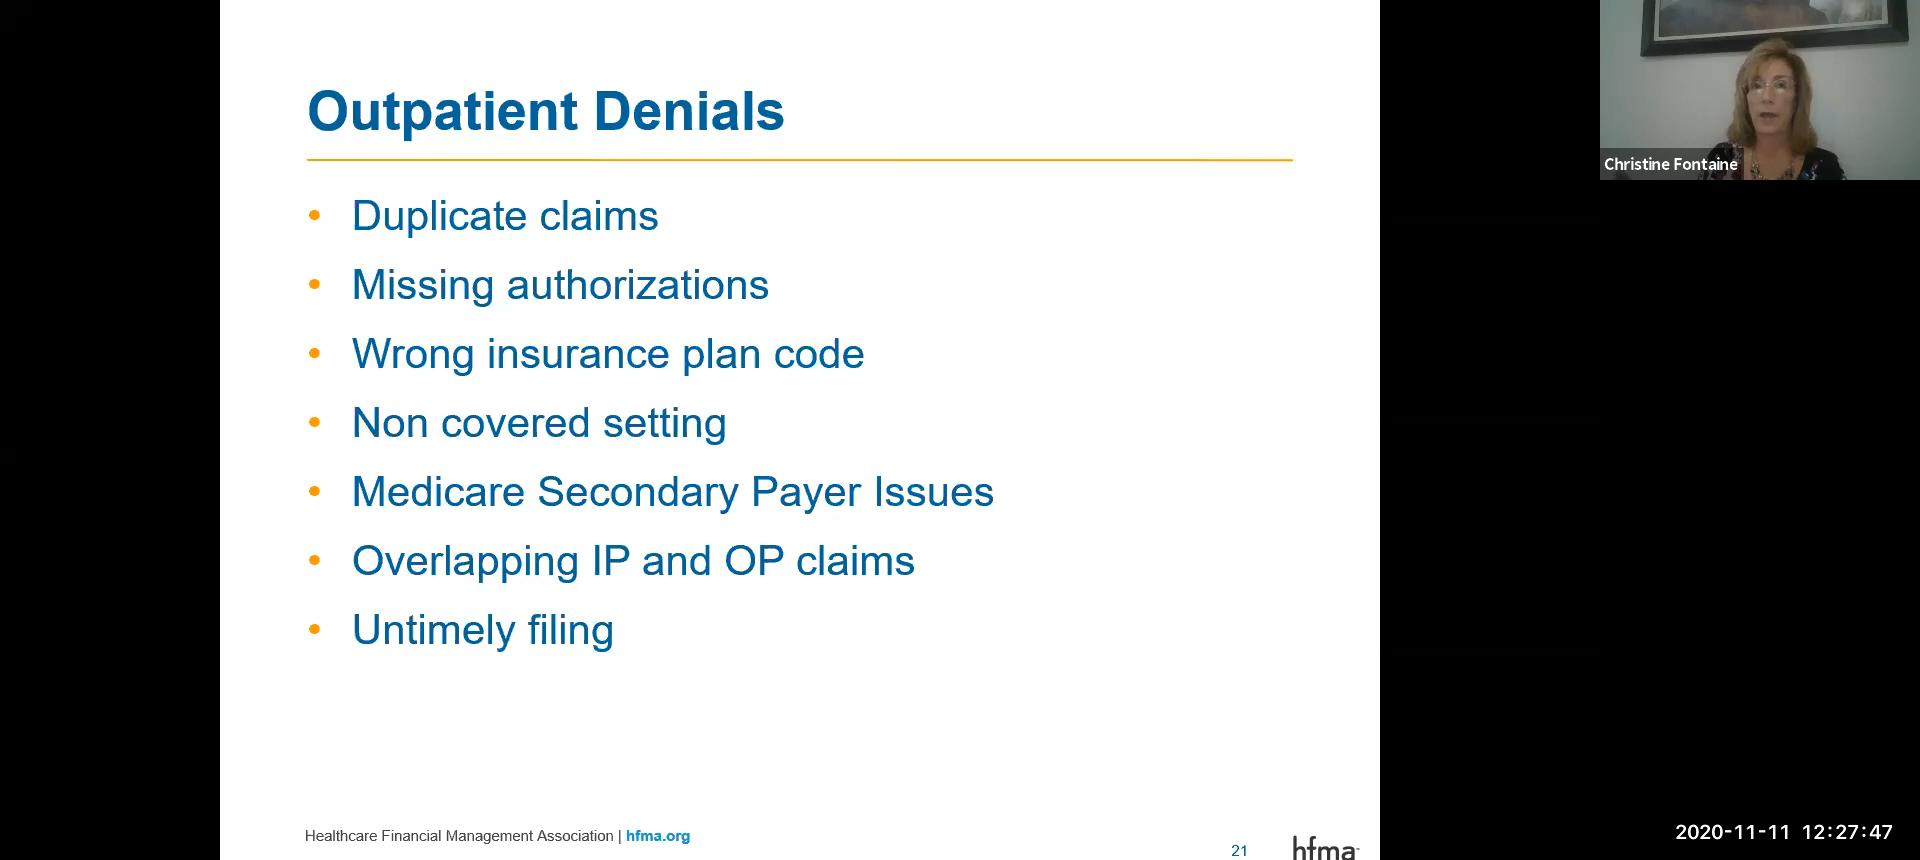 Outpatient Denials
• Duplicate claims
• Missing authorizations
• Wrong insurance plan code
• Non covered setting
• Medicare Secondary Payer Issues
• Overlapping IP and OP claims
• Untimely filing
Healthcare Financial Management Association | hfma.org
21
hfma
Christine Fontaine
2020-11-11 12:27:47